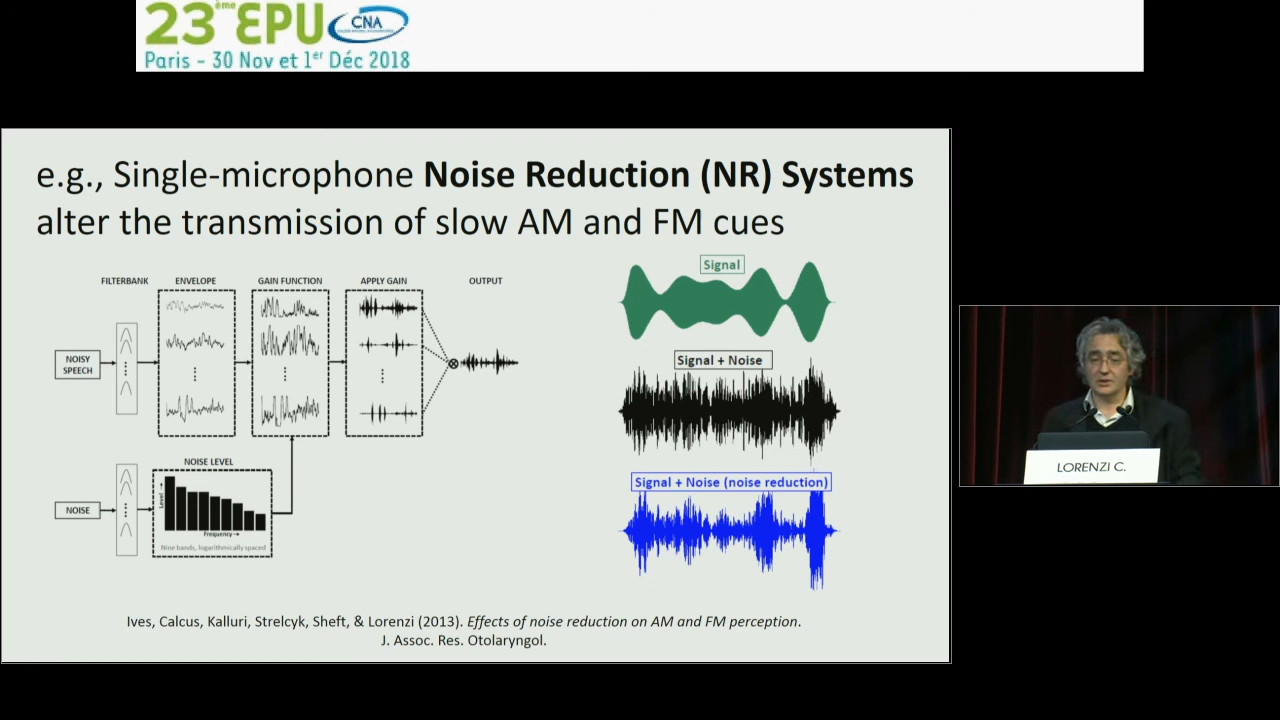 23ème EPU CNA
Paris - 30 Nov et 1er Déc 2018
e.g., Single-microphone Noise Reduction (NR) Systems
alter the transmission of slow AM and FM cues
FILTERBANK ENVELOPE GAIN FUNCTION APPLY GAIN OUTPUT
NOISY
SPEECH
NOISE LEVEL
NOISE
Level
Frequency
Nine bands, logarithmically spaced
Signal
Signal + Noise
Signal + Noise (noise reduction)
Ives, Calcus, Kalluri, Strelcyk, Sheft, & Lorenzi (2013). Effects of noise reduction on AM and FM perception.
J. Assoc. Res. Otolaryngol.
LORENZI C.